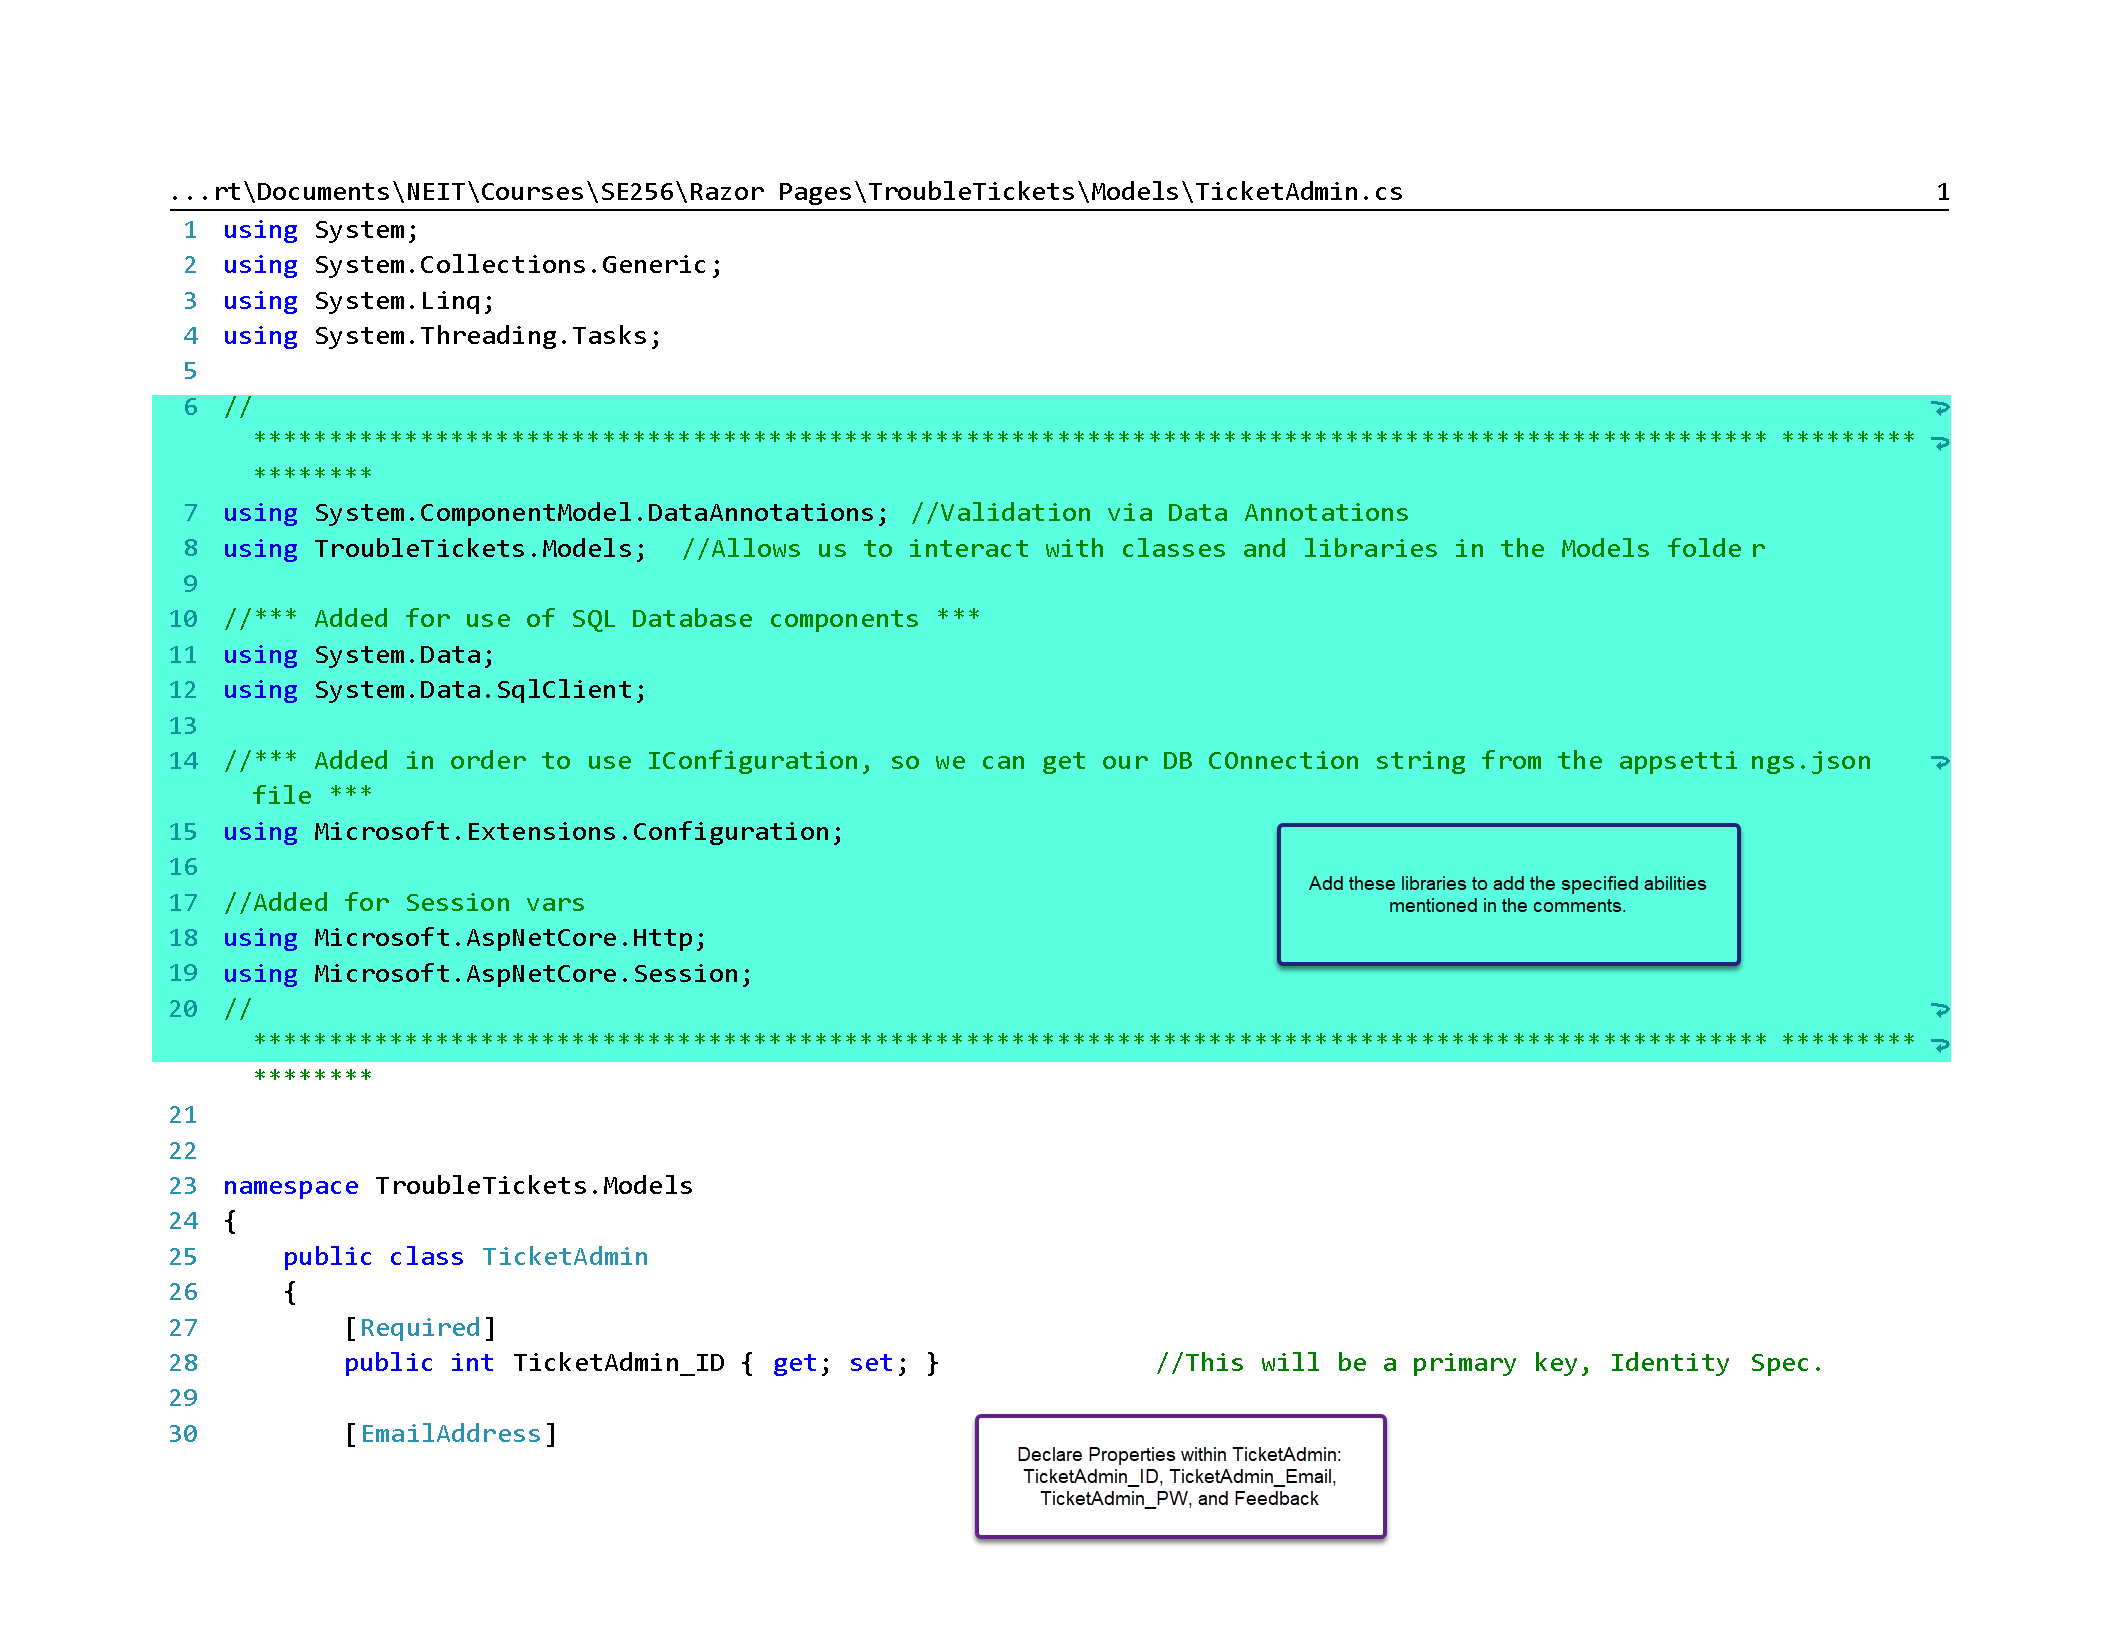 ...rt\Documents\NEIT\Courses\SE256\Razor Pages\TroubleTickets\Models\TicketAdmin.cs 1
1 using System;
2 using System.Collections.Generic;
3 using System.Linq;
4 using System.Threading.Tasks;
5
6 //
**************************************************************************************************** *********
********
7 using System.ComponentModel.DataAnnotations; //Validation via Data Annotations
8 using TroubleTickets.Models; //Allows us to interact with classes and libraries in the Models folder
9
10 //*** Added for use of SQL Database components ***
11 using System.Data;
12 using System.Data.SqlClient;
13
14 //*** Added in order to use IConfiguration, so we can get our DB COnnection string from the appsettings.json
file ***
15 using Microsoft.Extensions.Configuration;
16
17 //Added for Session vars
18 using Microsoft.AspNetCore.Http;
19 using Microsoft.AspNetCore.Session;
20 //
**************************************************************************************************** *********
********
Add these libraries to add the specified abilities
mentioned in the comments.
21
22
23 namespace TroubleTickets.Models
24 {
25 public class TicketAdmin
26 {
27 [Required]
28 public int TicketAdmin_ID { get; set; } //This will be a primary key, Identity Spec.
29
30 [EmailAddress]
Declare Properties within TicketAdmin:
TicketAdmin_ID, TicketAdmin_Email,
TicketAdmin_PW, and Feedback